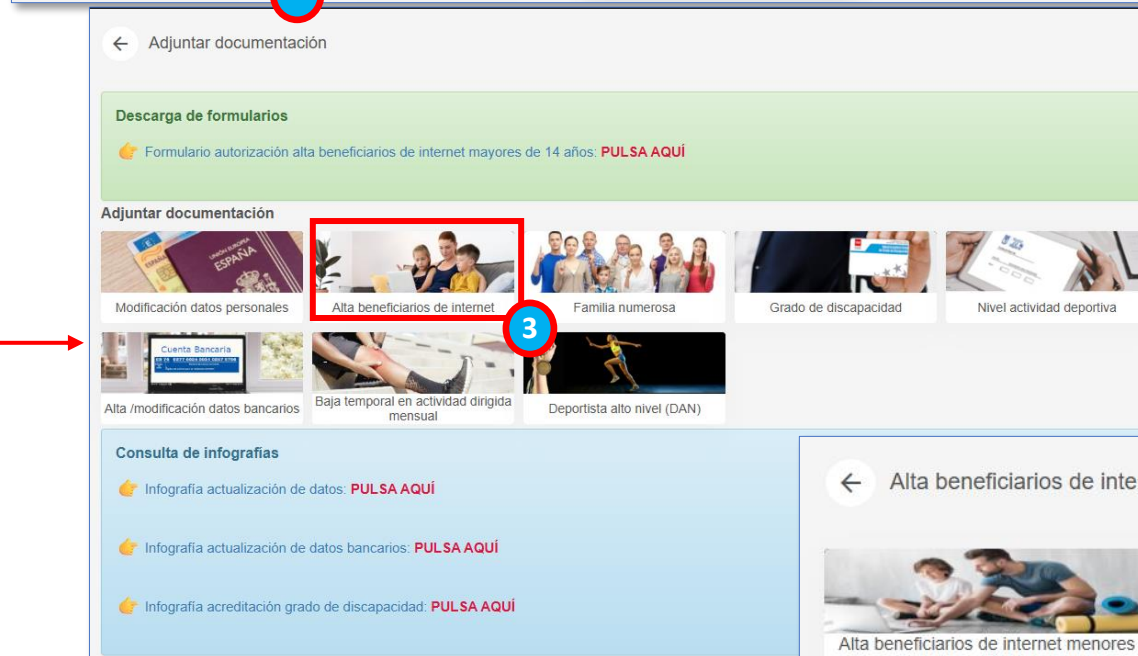 Adjuntar documentación
Descarga de formularios
Formulario autorización alta beneficiarios de internet mayores de 14 años: PULSA AQUÍ
Adjuntar documentación
UNIÓN EUROPEA
ESPAÑA
Modificación datos personales
Alta beneficiarios de internet
Familia numerosa
Grado de discapacidad
Nivel actividad deportiva
3
Cuenta Bancaria
Alta /modificación datos bancarios
Baja temporal en actividad dirigida
mensual
Deportista alto nivel (DAN)
Consulta de infografías
Infografía actualización de datos: PULSA AQUÍ
Infografía actualización de datos bancarios: PULSA AQUÍ
Infografía acreditación grado de discapacidad: PULSA AQUÍ
Alta beneficiarios de inte
Alta beneficiarios de internet menores